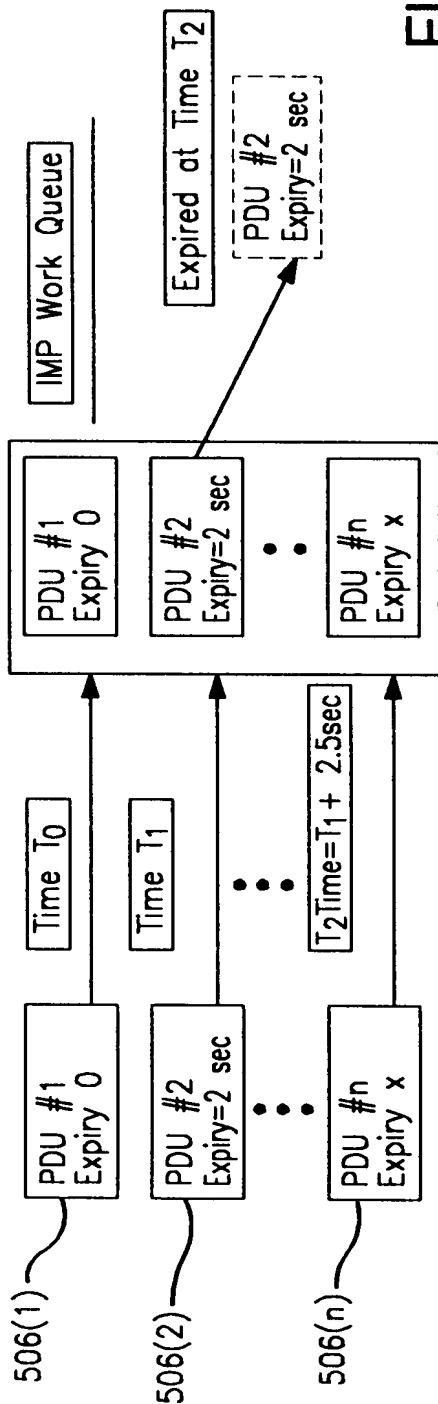 506(1)
PDU #1
Expiry 0
Time T0
PDU #1
Expiry 0
IMP Work Queue
506(2)
PDU #2
Expiry=2 sec
Time T1
PDU #2
Expiry=2 sec
Expired at Time T2
PDU #2
Expiry=2 sec
506(n)
PDU #n
Expiry x
T2Time=T1+ 2.5sec
PDU #n
Expiry x